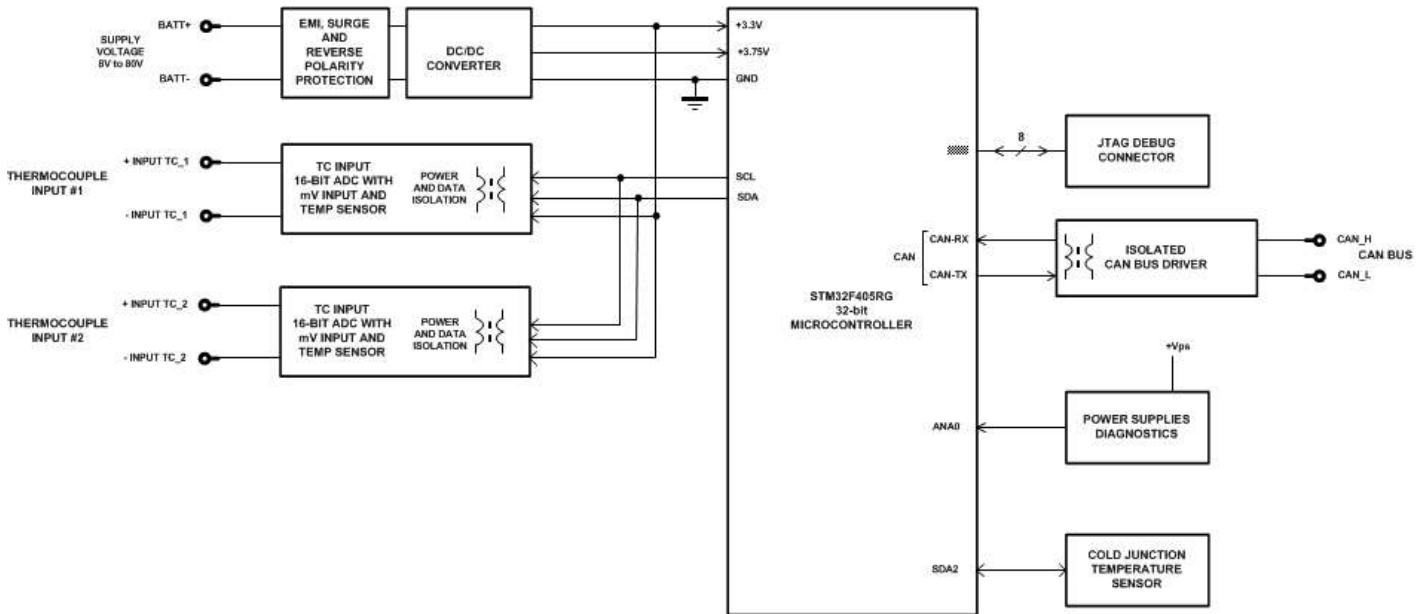 BATT+
SUPPLY
VOLTAGE
8V to 80V
BATT-
EMI, SURGE
AND
REVERSE
POLARITY
PROTECTION
DC/DC
CONVERTER
+3.3V
+3.75V
GND
THERMOCOUPLE
INPUT #1
+ INPUT TC_1
- INPUT TC_1
TC INPUT
16-BIT ADC WITH
mV INPUT AND
TEMP SENSOR
POWER
AND DATA
ISOLATION
SCL
SDA
THERMOCOUPLE
INPUT #2
+ INPUT TC_2
- INPUT TC_2
TC INPUT
16-BIT ADC WITH
mV INPUT AND
TEMP SENSOR
POWER
AND DATA
ISOLATION
STM32F405RG
32-bit
MICROCONTROLLER
8
JTAG DEBUG
CONNECTOR
CAN
CAN-RX
CAN-TX
ISOLATED
CAN BUS DRIVER
CAN_H
CAN BUS
CAN_L
+Vps
ANA0
POWER SUPPLIES
DIAGNOSTICS
SDA2
COLD JUNCTION
TEMPERATURE
SENSOR